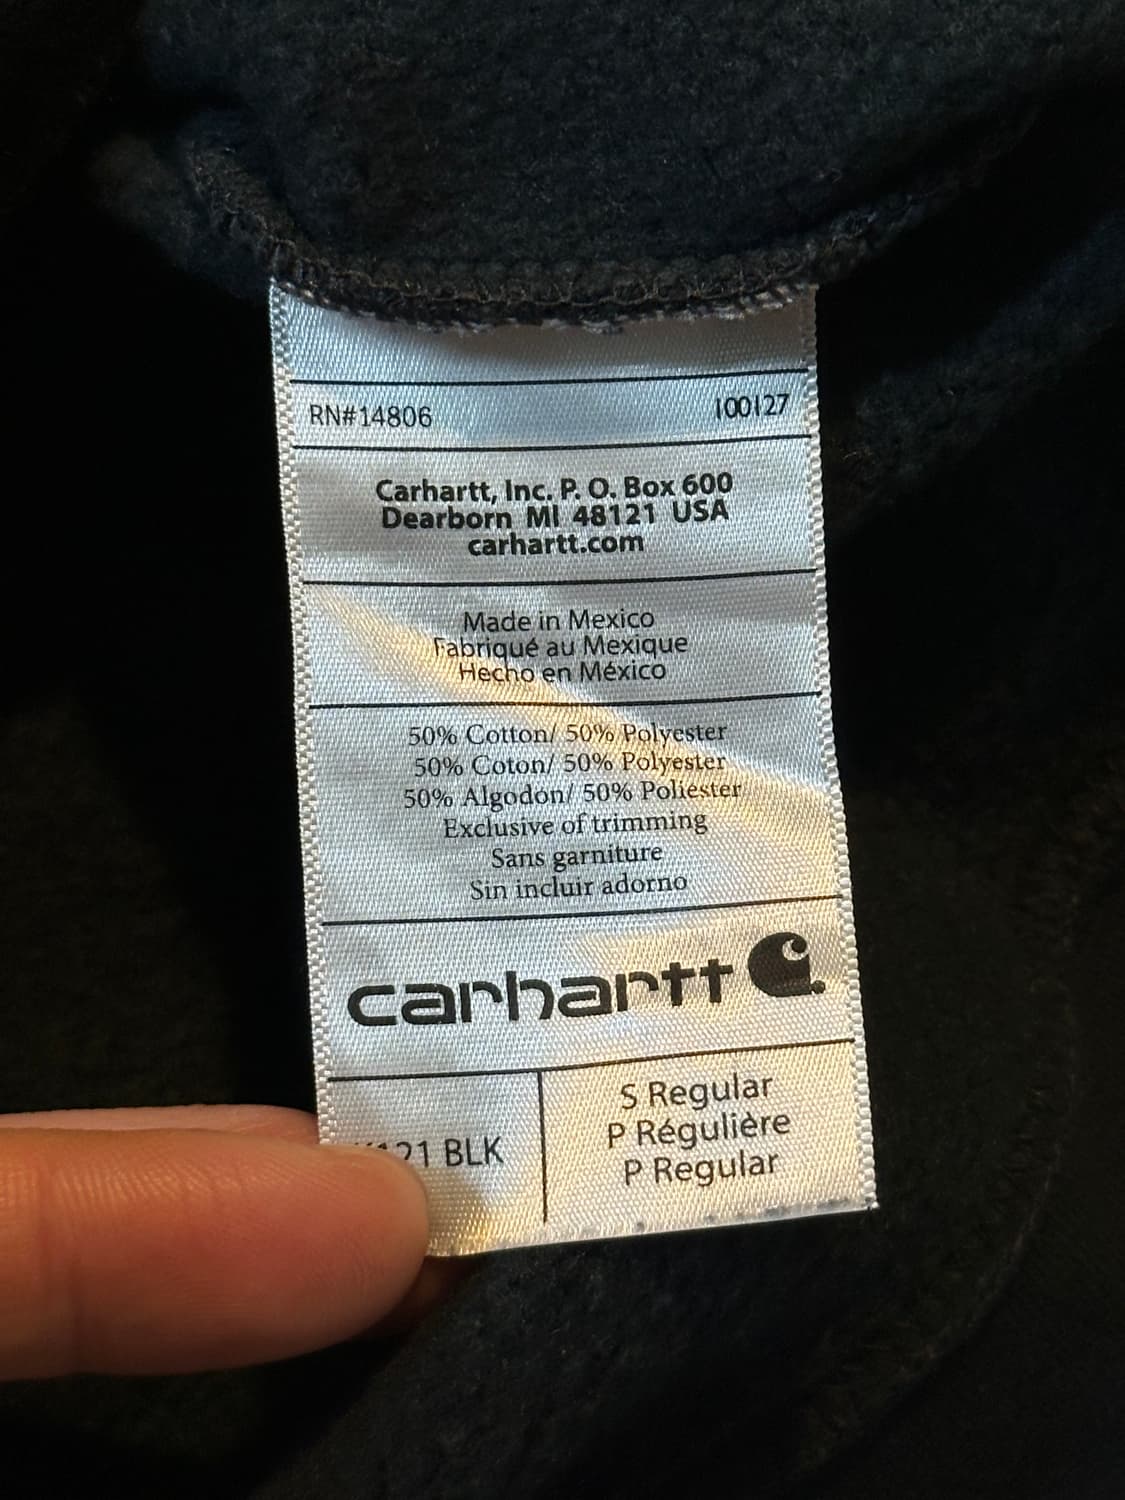 RN#14806 100127
Carhartt, Inc. P. O. Box 600
Dearborn MI 48121 USA
carhartt.com
Made in Mexico
Fabriqué au Mexique
Hecho en México
50% Cotton/ 50% Polyester
50% Coton/ 50% Polyester
50% Algodon/ 50% Poliester
Exclusive of trimming
Sans garniture
Sin incluir adorno
carhartt
BLK
S Regular
P Régulière
P Regular